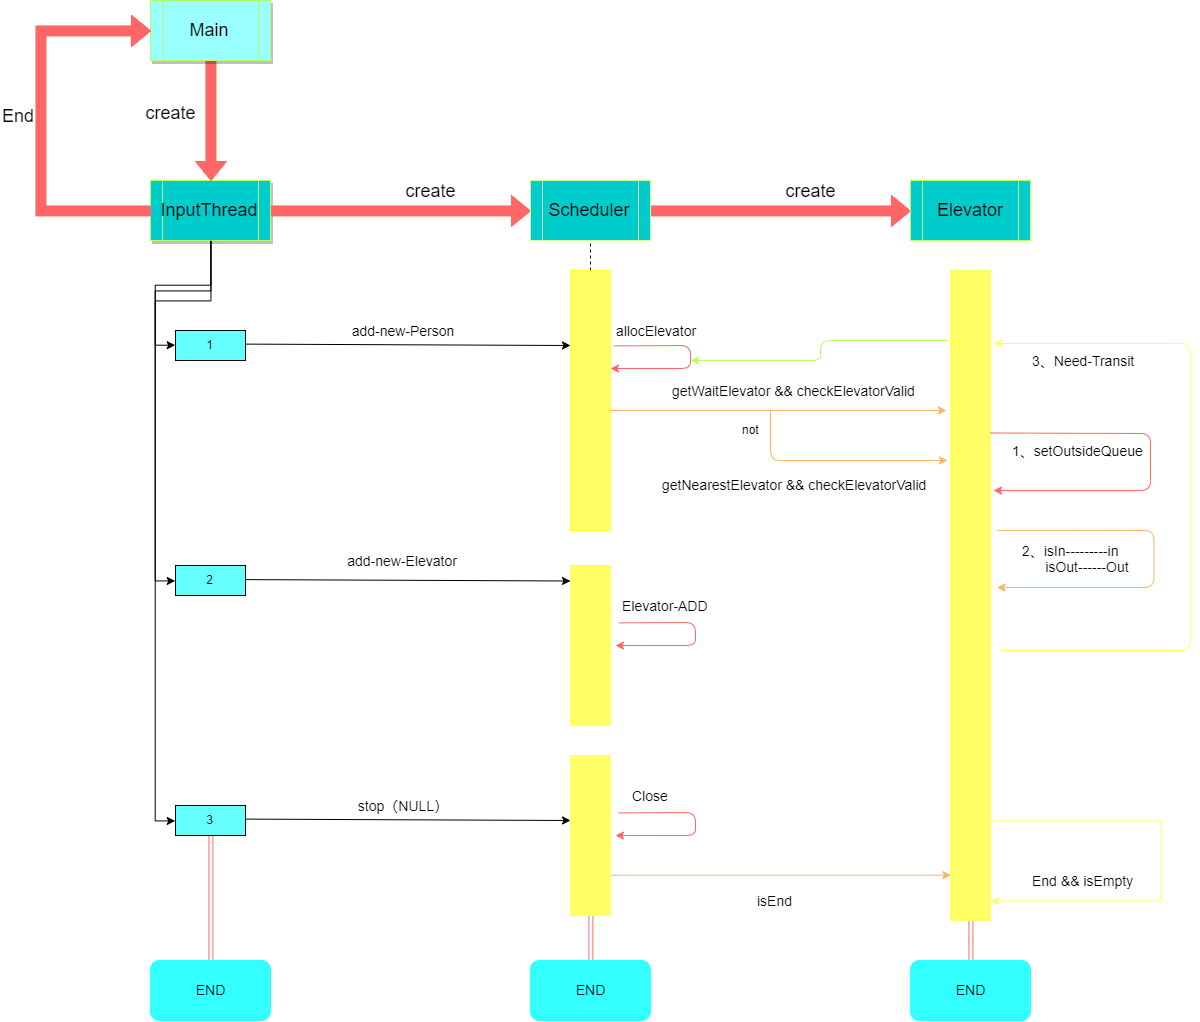 Main
End
create
InputThread
create
Scheduler
create
Elevator
1
add-new-Person
allocElevator
3、Need-Transit
getWaitElevator && checkElevatorValid
not
1、setOutsideQueue
getNearestElevator && checkElevatorValid
2、isIn---------in
isOut------Out
2
add-new-Elevator
Elevator-ADD
3
stop（NULL）
Close
isEnd
End && isEmpty
END
END
END